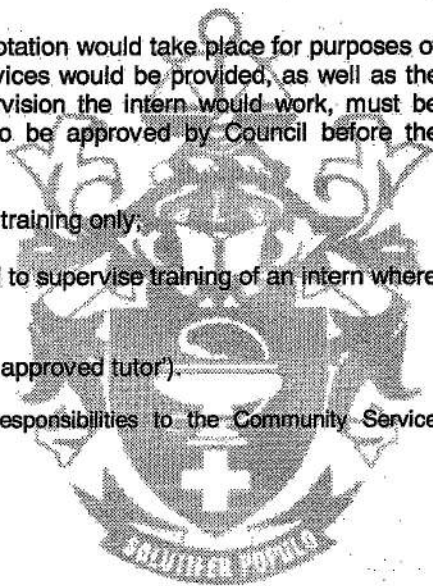 otation would take place for purposes of
vices would be provided, as well as the
rvision the intern would work, must be
o be approved by Council before the
training only;
l to supervise training of an intern where
approved tutor').
esponsibilities to the Community Service
SALUTIFER POPULO